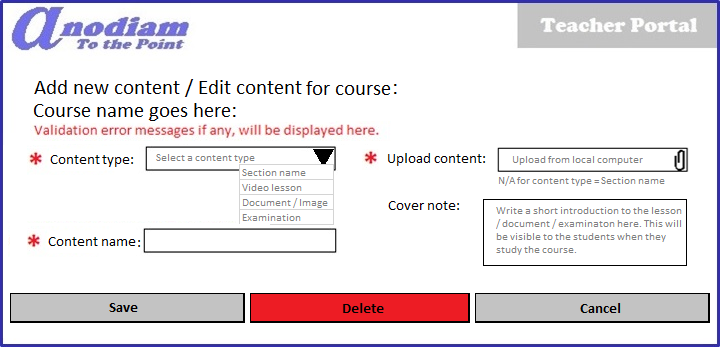 anodiam
To the Point
Teacher Portal
Add new content / Edit content for course:
Course name goes here:
Validation error messages if any, will be displayed here.
* Content type:
Select a content type
Section name
Video lesson
Document / Image
Examination
* Upload content:
Upload from local computer
N/A for content type = Section name
* Content name:
Cover note:
Write a short introduction to the lesson
/ document / examinaton here. This will
be visible to the students when they
study the course.
Save
Delete
Cancel